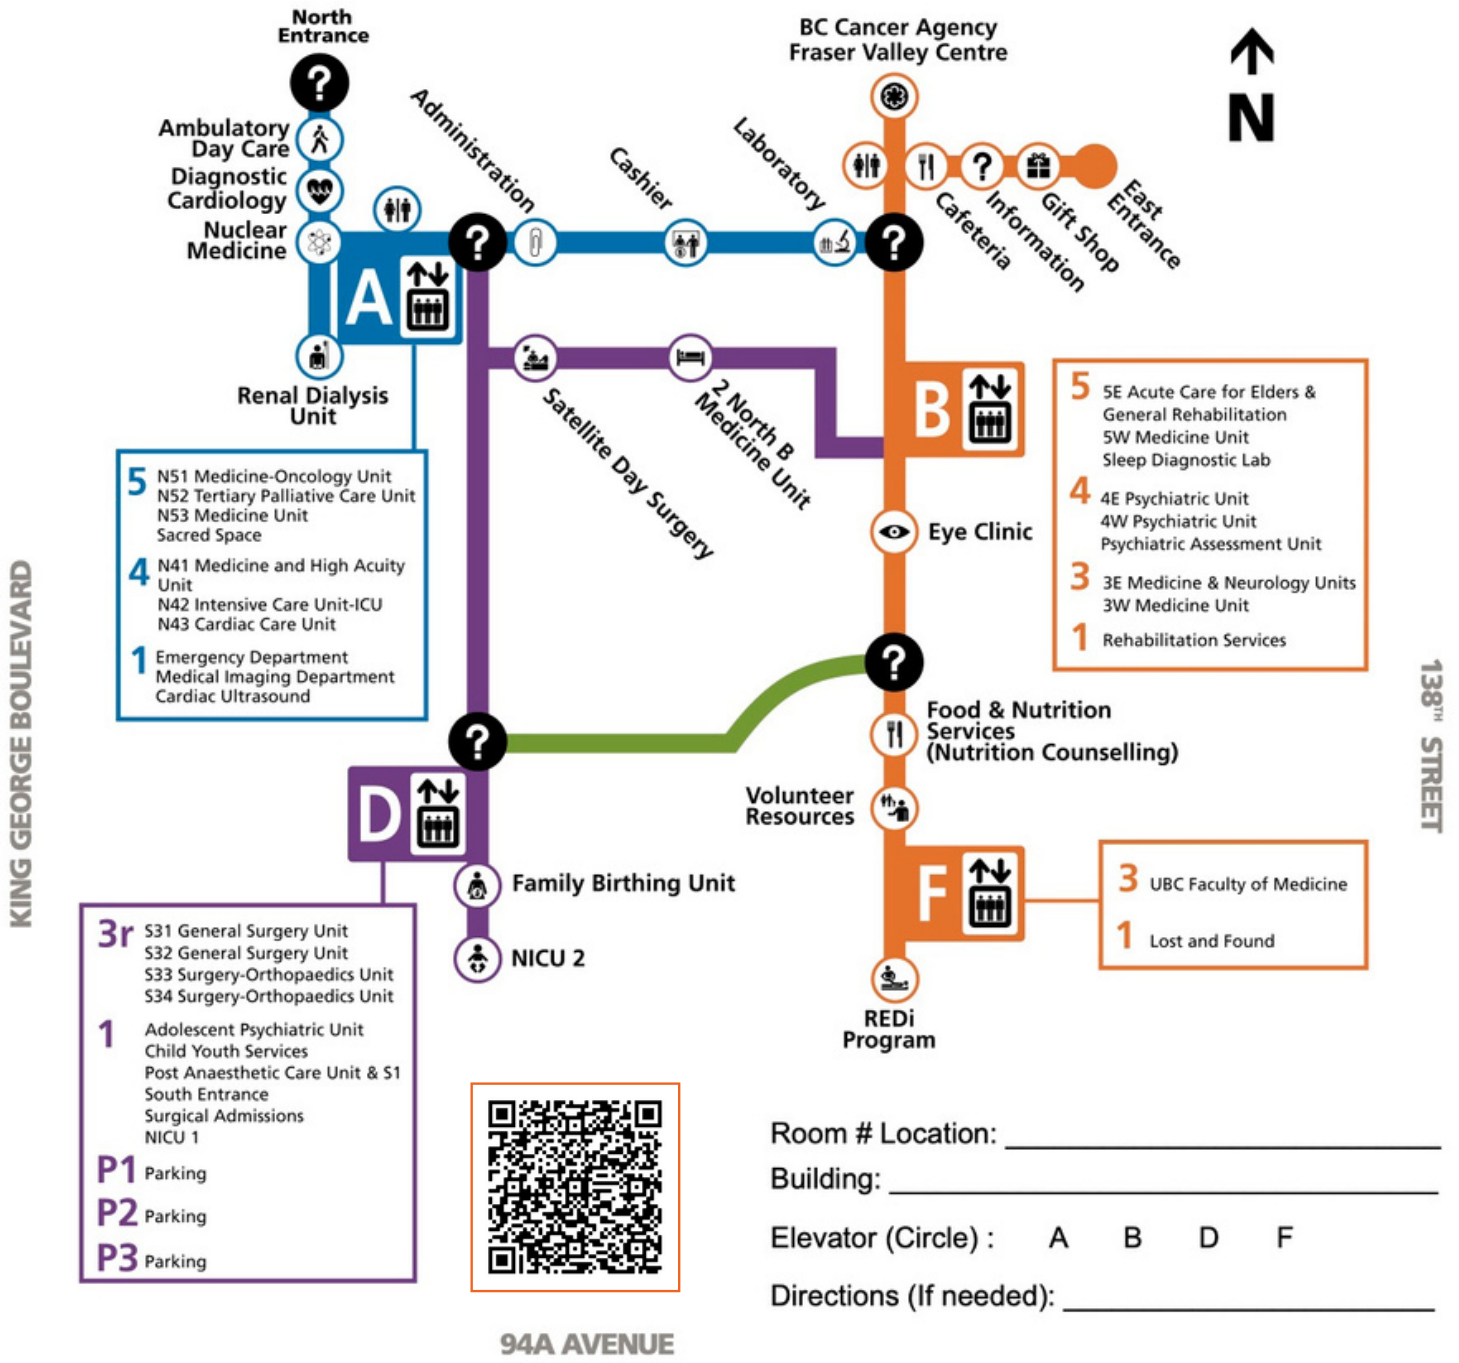 North
Entrance
BC Cancer Agency
Fraser Valley Centre
N
Ambulatory
Day Care
Diagnostic
Cardiology
Nuclear
Medicine
Administration
Cashier
Laboratory
Cafeteria
Information
Gift Shop
East
Entrance
A
Renal Dialysis
Unit
Satellite Day Surgery
2 North B
Medicine Unit
B
Eye Clinic
5 N51 Medicine-Oncology Unit
N52 Tertiary Palliative Care Unit
N53 Medicine Unit
Sacred Space
4 N41 Medicine and High Acuity
Unit
N42 Intensive Care Unit-ICU
N43 Cardiac Care Unit
1 Emergency Department
Medical Imaging Department
Cardiac Ultrasound
5 5E Acute Care for Elders &
General Rehabilitation
5W Medicine Unit
Sleep Diagnostic Lab
4 4E Psychiatric Unit
4W Psychiatric Unit
Psychiatric Assessment Unit
3 3E Medicine & Neurology Units
3W Medicine Unit
1 Rehabilitation Services
KING GEORGE BOULEVARD
138TH STREET
Food & Nutrition
Services
(Nutrition Counselling)
Volunteer
Resources
D
Family Birthing Unit
NICU 2
F
3 UBC Faculty of Medicine
1 Lost and Found
REDi
Program
3r S31 General Surgery Unit
S32 General Surgery Unit
S33 Surgery-Orthopaedics Unit
S34 Surgery-Orthopaedics Unit
1 Adolescent Psychiatric Unit
Child Youth Services
Post Anaesthetic Care Unit & S1
South Entrance
Surgical Admissions
NICU 1
P1 Parking
P2 Parking
P3 Parking
Room # Location:
Building:
Elevator (Circle) : A B D F
Directions (If needed):
94A AVENUE